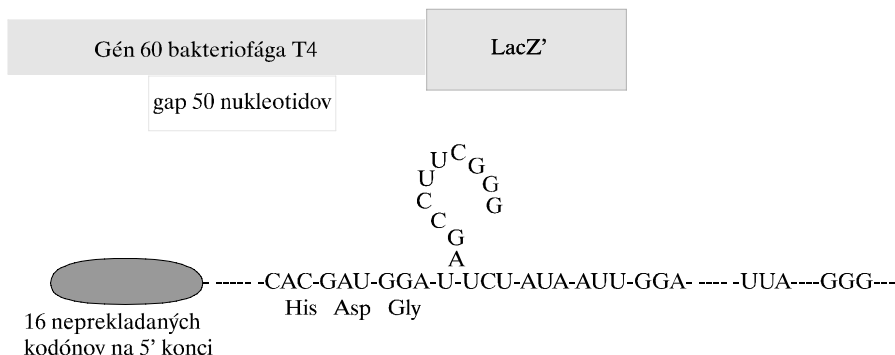 Gén 60 bakteriofága T4
LacZ’
gap 50 nukleotidov
U U C G G G G
C C G A
-CAC-GAU-GGA-U-UCU-AUA-AUU-GGA- ----- -UUA----GGG---
His Asp Gly
16 neprekladaných
kodónov na 5’ konci